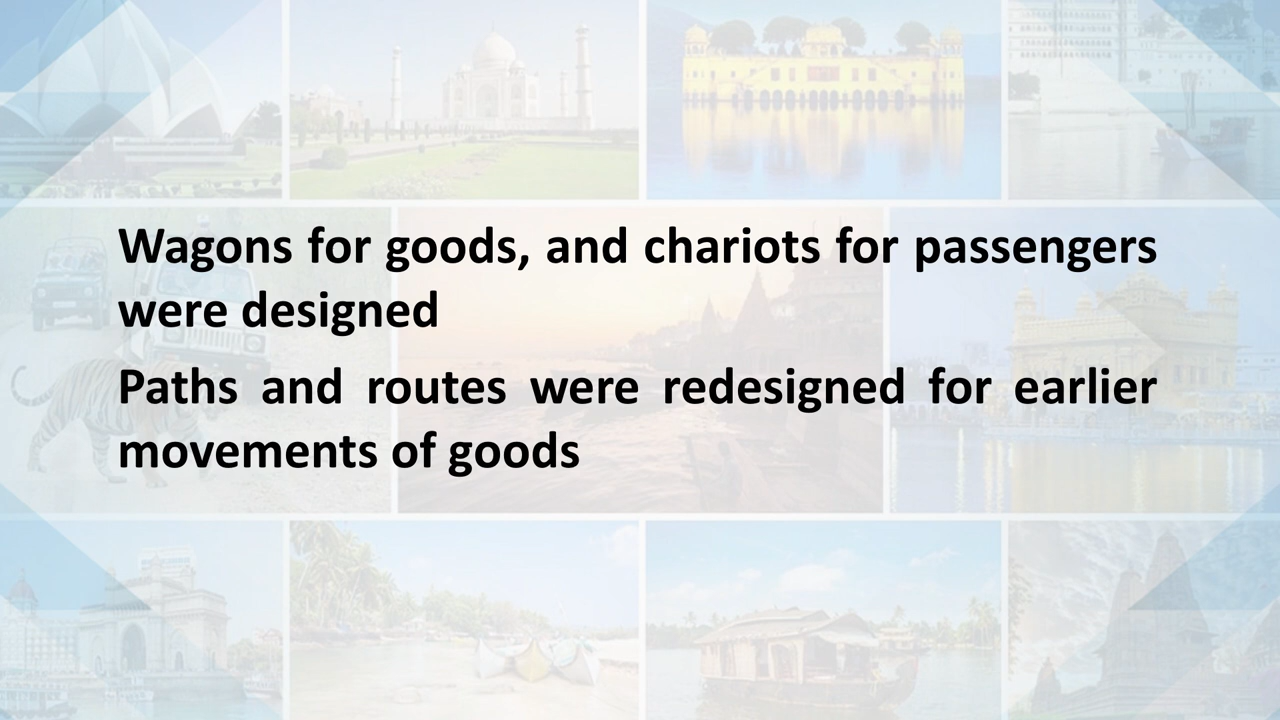 Wagons for goods, and chariots for passengers
were designed
Paths and routes were redesigned for earlier
movements of goods